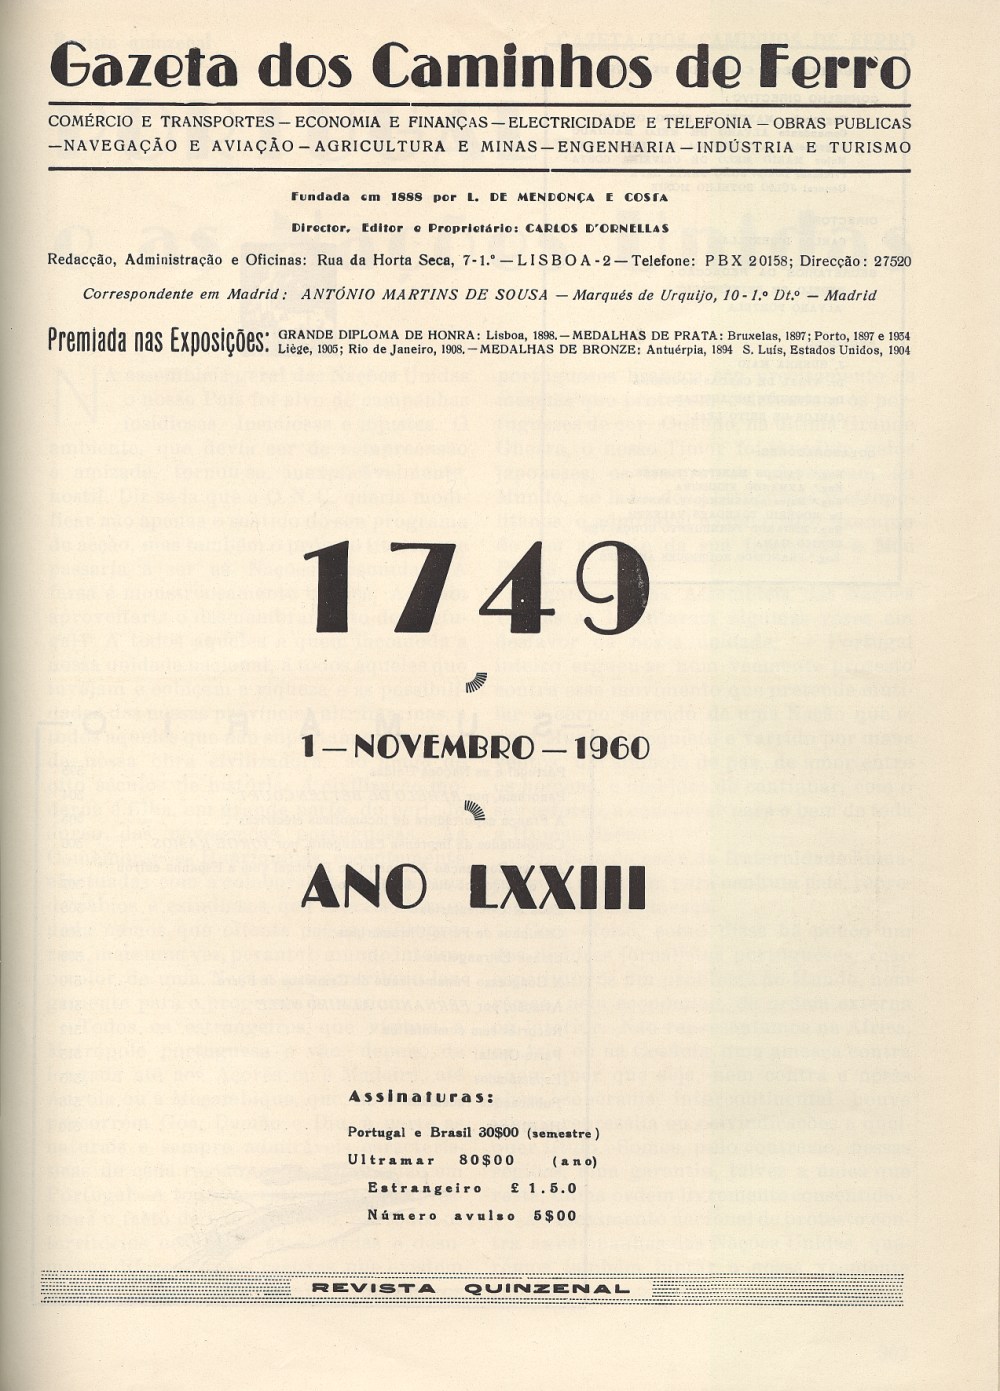 Gazeta dos Caminhos de Ferro
COMÉRCIO E TRANSPORTES — ECONOMIA E FINANÇAS — ELECTRICIDADE E TELEFONIA — OBRAS PUBLICAS
— NAVEGAÇÃO E AVIAÇÃO — AGRICULTURA E MINAS — ENGENHARIA — INDÚSTRIA E TURISMO
Fundada em 1888 por L. DE MENDONÇA E COSTA
Director, Editor e Proprietário: CARLOS D'ORNELLAS
Redacção, Administração e Oficinas: Rua da Horta Seca, 7-1.º — LISBOA-2 — Telefone: PBX 20158; Direcção: 27520
Correspondente em Madrid: ANTÓNIO MARTINS DE SOUSA — Marqués de Urquijo, 10-1.º Dt.º — Madrid
Premiada nas Exposições: GRANDE DIPLOMA DE HONRA: Lisboa, 1898. — MEDALHAS DE PRATA: Bruxelas, 1897; Porto, 1897 e 1934
Liège, 1905; Rio de Janeiro, 1908. — MEDALHAS DE BRONZE: Antuérpia, 1894 S. Luís, Estados Unidos, 1904
1749
1 — NOVEMBRO — 1960
ANO LXXIII
Assinaturas:
Portugal e Brasil 30$00 (semestre)
Ultramar 80$00 (ano)
Estrangeiro £ 1.5.0
Número avulso 5$00
REVISTA QUINZENAL